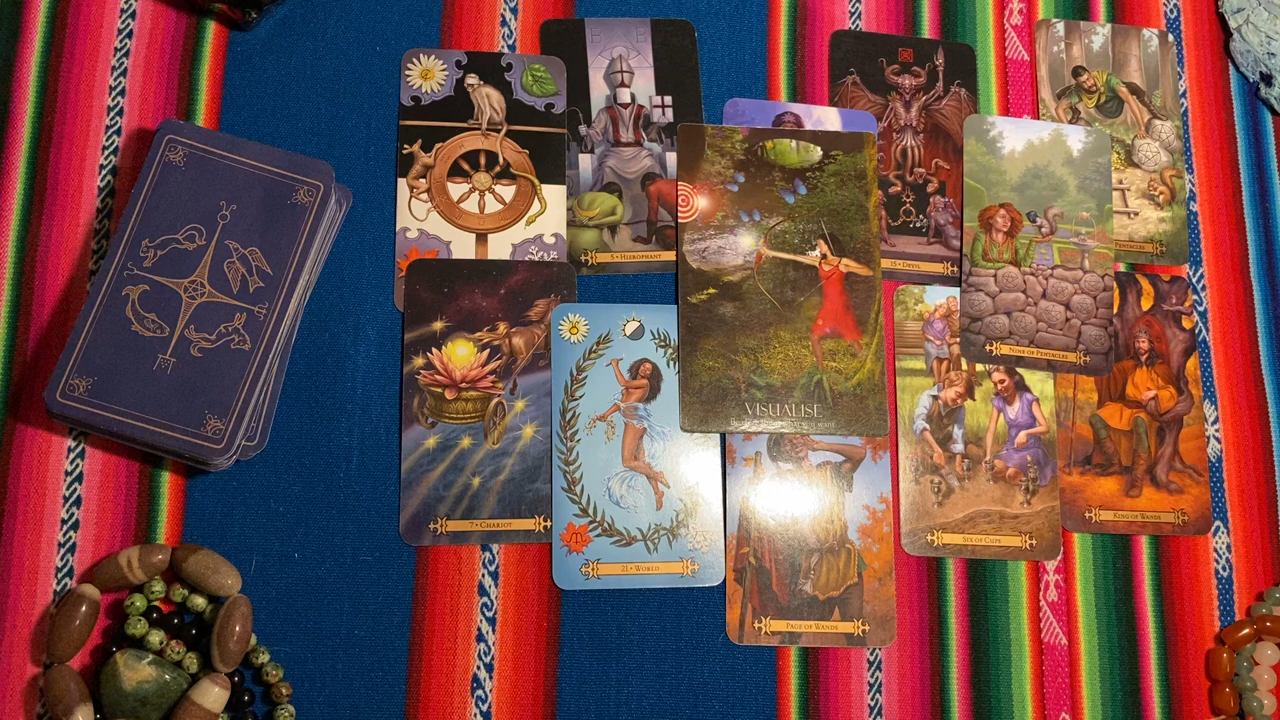 5 • HIEROPHANT
15 • DEVIL
PENTACLES
NINE OF PENTACLES
VISUALISE
7 • CHARIOT
21 • WORLD
PAGE OF WANDS
SIX OF CUPS
KING OF WANDS